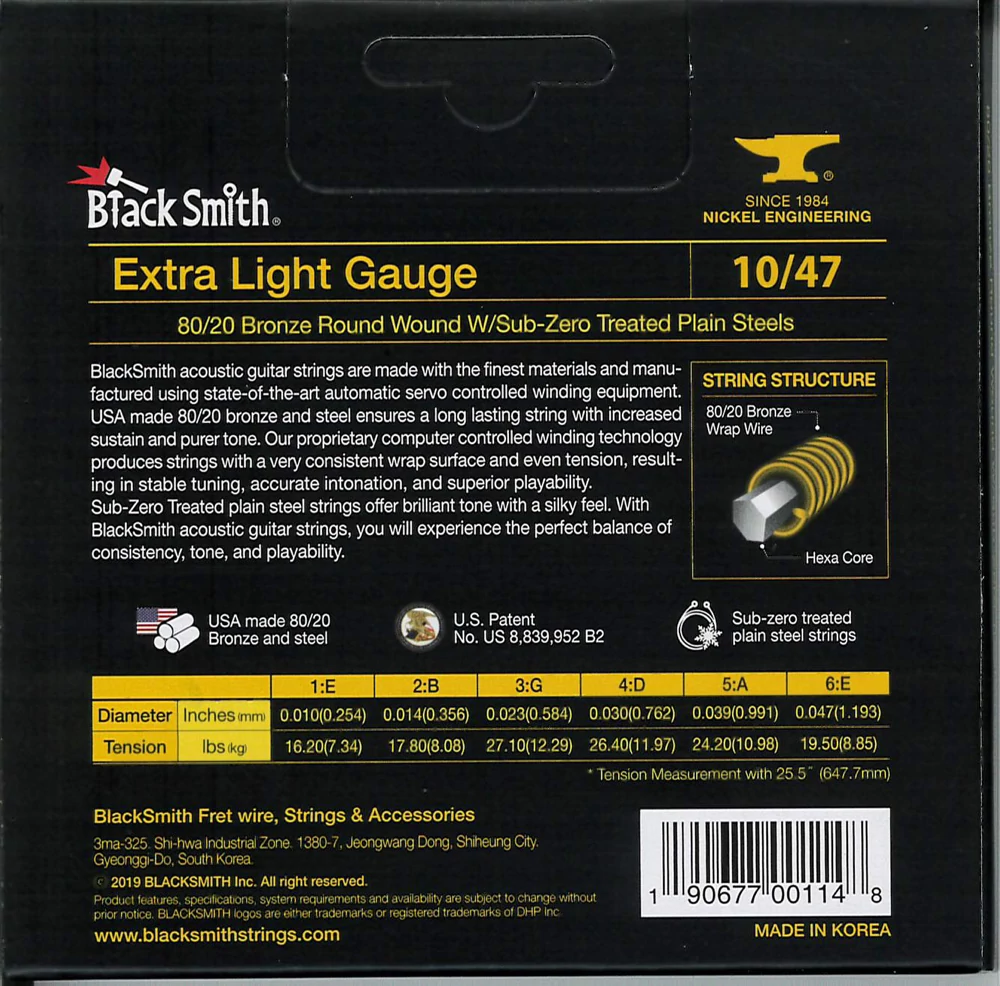 BlackSmith®
®
SINCE 1984
NICKEL ENGINEERING
Extra Light Gauge
10/47
80/20 Bronze Round Wound W/Sub-Zero Treated Plain Steels
BlackSmith acoustic guitar strings are made with the finest materials and manu-
factured using state-of-the-art automatic servo controlled winding equipment.
USA made 80/20 bronze and steel ensures a long lasting string with increased
sustain and purer tone. Our proprietary computer controlled winding technology
produces strings with a very consistent wrap surface and even tension, result-
ing in stable tuning, accurate intonation, and superior playability.
Sub-Zero Treated plain steel strings offer brilliant tone with a silky feel. With
BlackSmith acoustic guitar strings, you will experience the perfect balance of
consistency, tone, and playability.
STRING STRUCTURE
80/20 Bronze
Wrap Wire
Hexa Core
USA made 80/20
Bronze and steel
U.S. Patent
No. US 8,839,952 B2
Sub-zero treated
plain steel strings
1:E 2:B 3:G 4:D 5:A 6:E
Diameter Inches (mm) 0.010(0.254) 0.014(0.356) 0.023(0.584) 0.030(0.762) 0.039(0.991) 0.047(1.193)
Tension lbs (kg) 16.20(7.34) 17.80(8.08) 27.10(12.29) 26.40(11.97) 24.20(10.98) 19.50(8.85)
* Tension Measurement with 25.5˝ (647.7mm)
BlackSmith Fret wire, Strings & Accessories
3ma-325. Shi-hwa Industrial Zone. 1380-7, Jeongwang Dong, Shiheung City.
Gyeonggi-Do, South Korea.
© 2019 BLACKSMITH Inc. All right reserved.
Product features, specifications, system requirements and availability are subject to change without
prior notice. BLACKSMITH logos are either trademarks or registered trademarks of DHP Inc.
www.blacksmithstrings.com
1 90677 00114 8
MADE IN KOREA